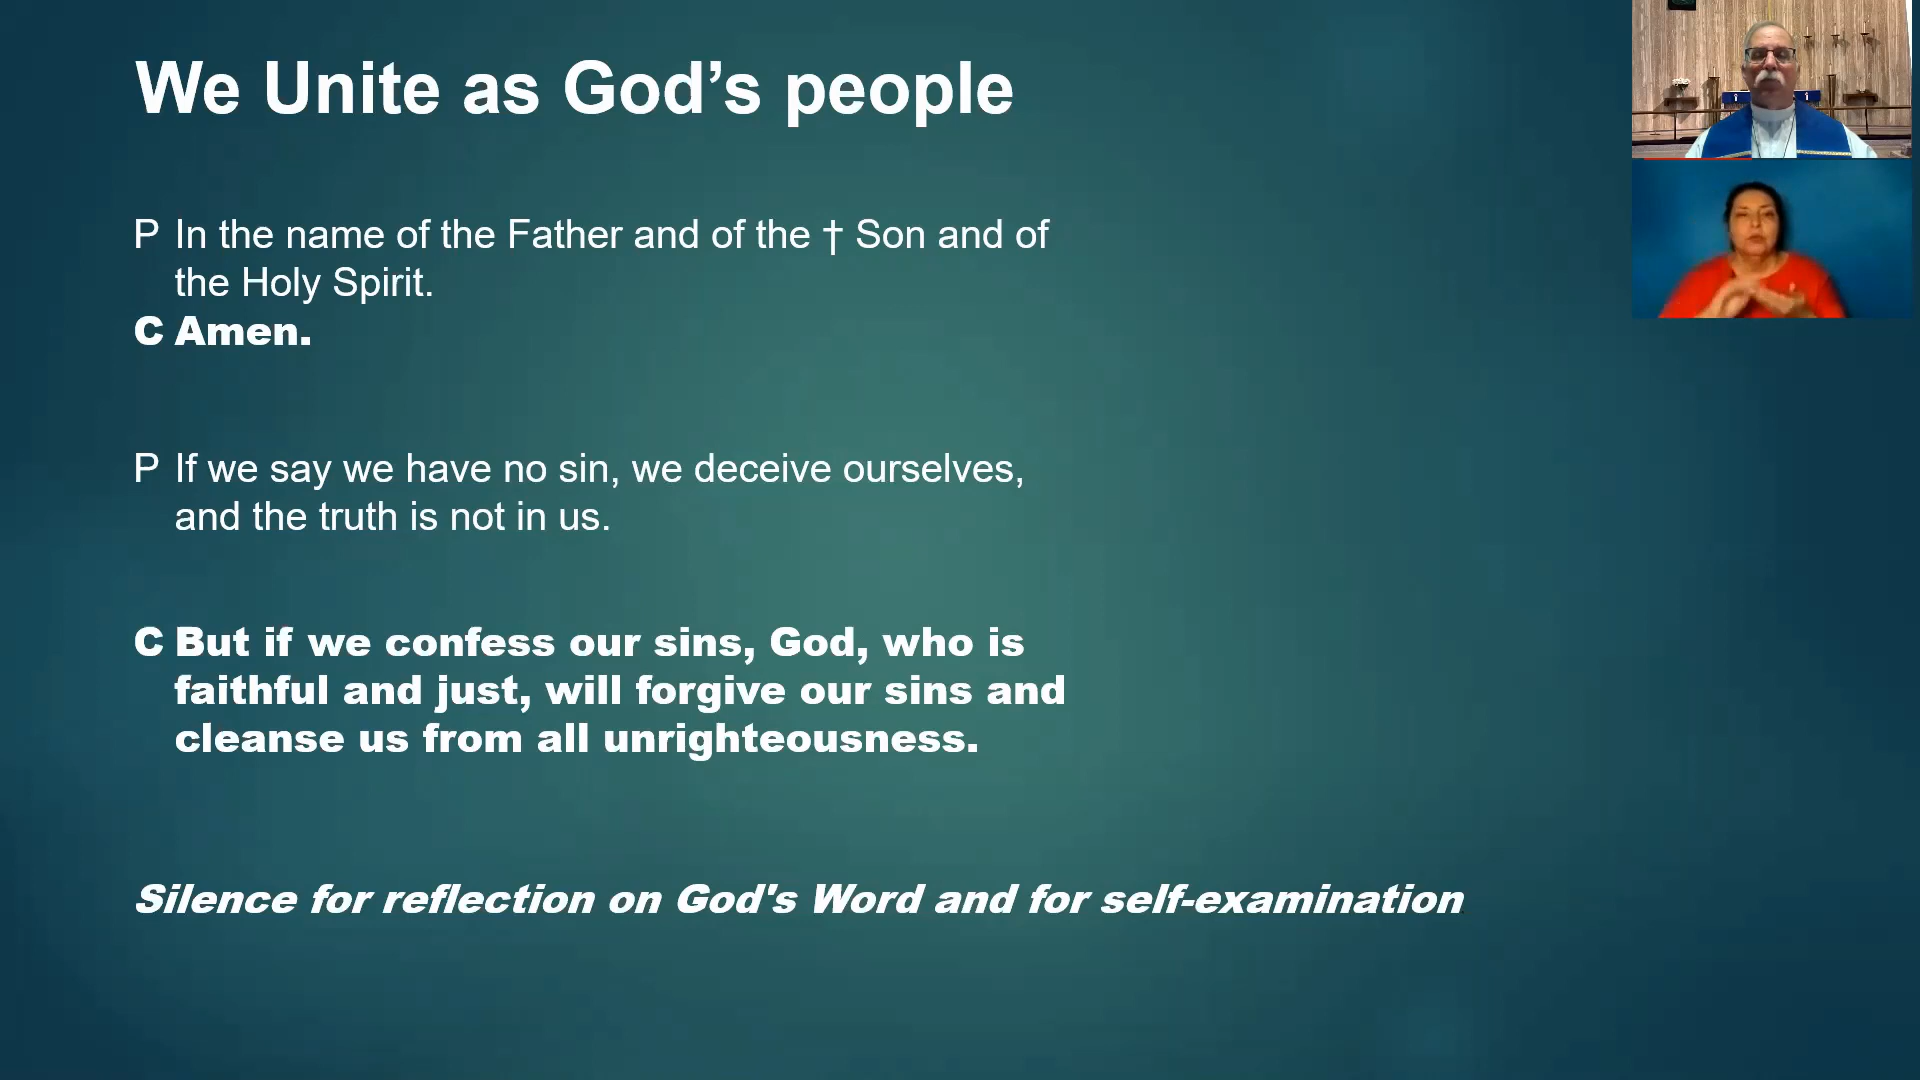 We Unite as God’s people
P In the name of the Father and of the † Son and of
the Holy Spirit.
C Amen.
P If we say we have no sin, we deceive ourselves,
and the truth is not in us.
C But if we confess our sins, God, who is
faithful and just, will forgive our sins and
cleanse us from all unrighteousness.
Silence for reflection on God's Word and for self-examination.